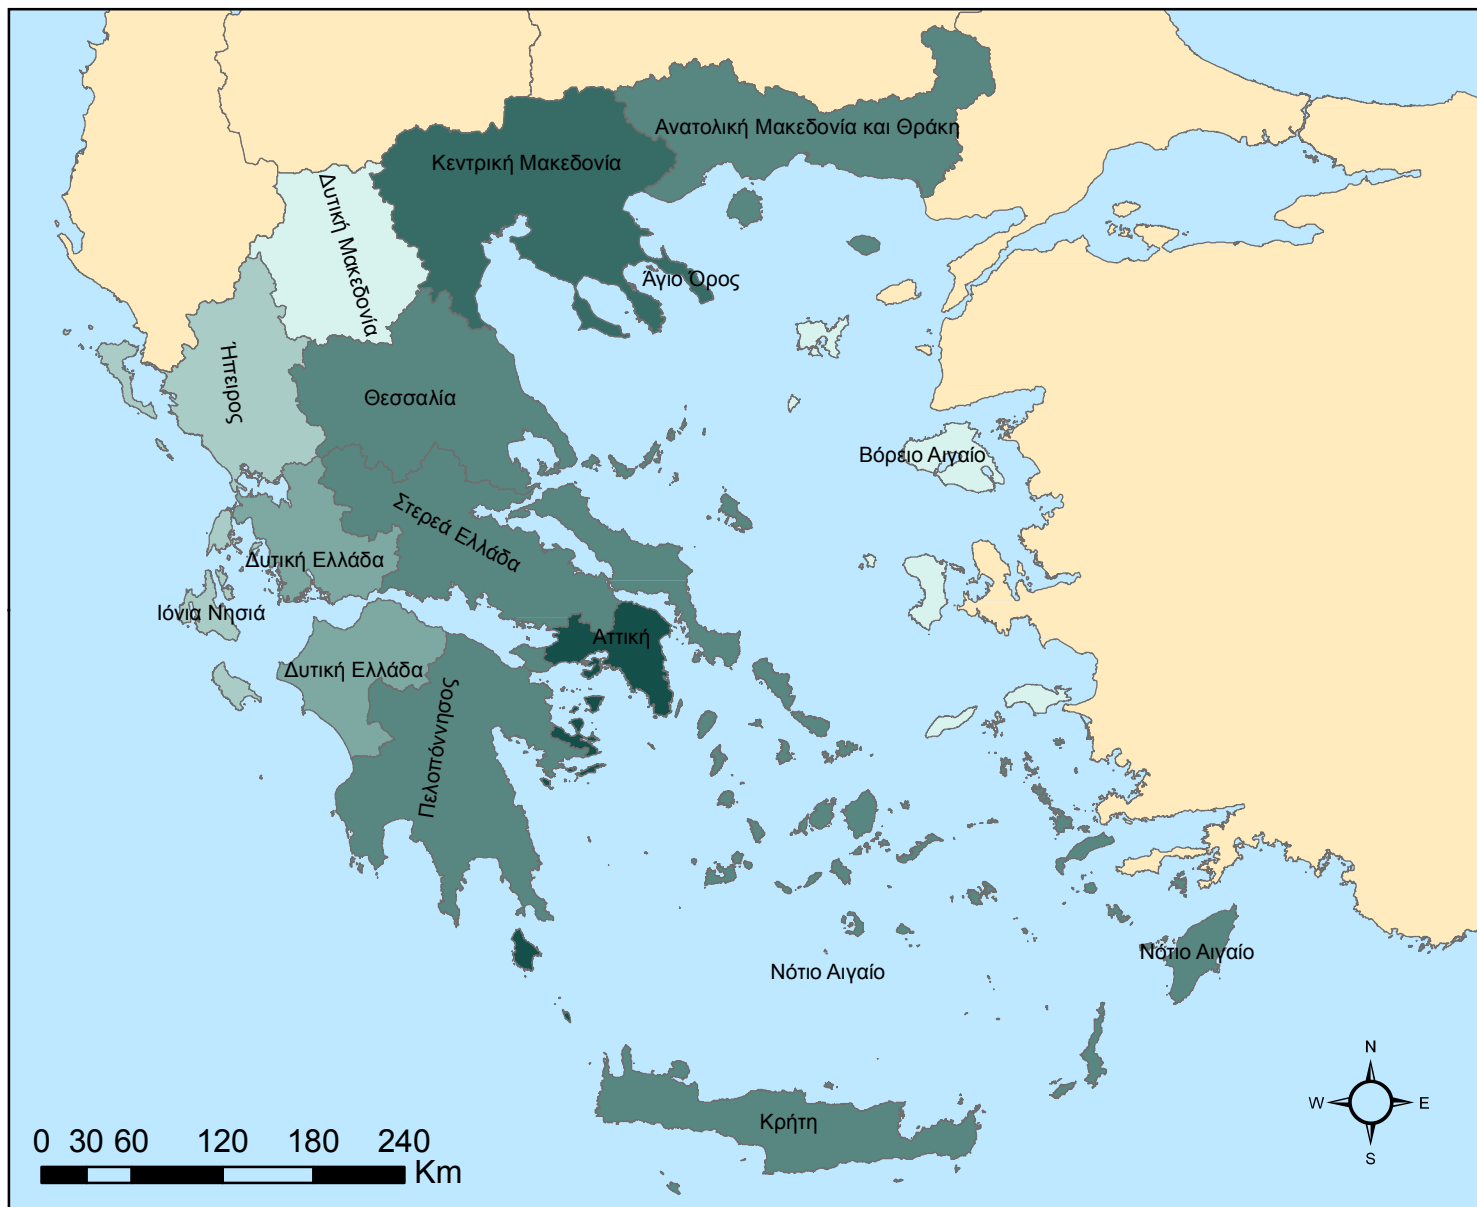 Ανατολική Μακεδονία και Θράκη
Κεντρική Μακεδονία
Δυτική Μακεδονία
Άγιο Όρος
Ήπειρος
Θεσσαλία
Βόρειο Αιγαίο
Στερεά Ελλάδα
Δυτική Ελλάδα
Ιόνια Νησιά
Αττική
Δυτική Ελλάδα
Πελοπόννησος
Νότιο Αιγαίο
Νότιο Αιγαίο
Κρήτη
N
W E
S
0 30 60 120 180 240
Km